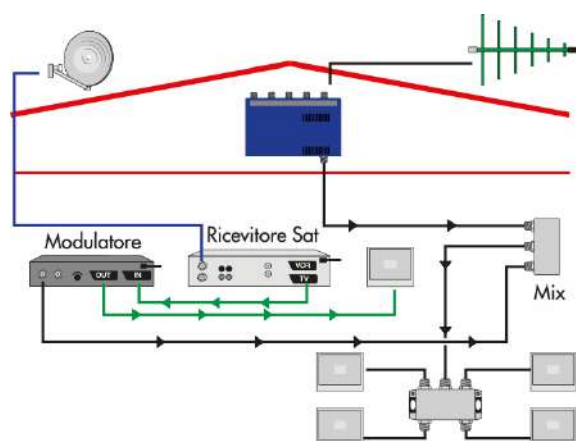 Modulatore
Ricevitore Sat
OUT
IN
VCR
TV
Mix